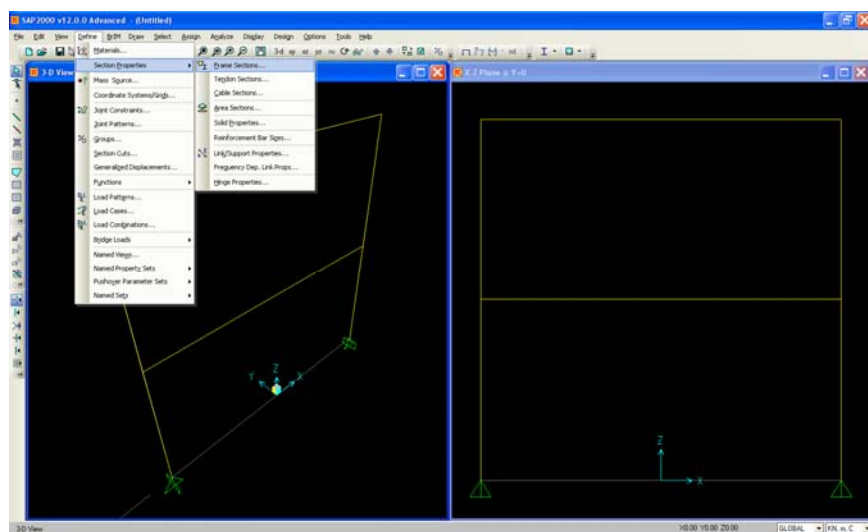 SAP2000 v12.0.0 Advanced - (Untitled)
File Edit View Define BrIM Draw Select Assign Analyze Display Design Options Tools Help
Materials...
Section Properties
Mass Source...
Coordinate Systems/Grids...
Joint Constraints...
Joint Patterns...
Groups...
Section Cuts...
Generalized Displacements...
Functions
Load Patterns...
Load Cases...
Load Combinations...
Bridge Loads
Named Views...
Named Property Sets
Pushover Parameter Sets
Named Sets
Frame Sections...
Tendon Sections...
Cable Sections...
Area Sections...
Solid Properties...
Reinforcement Bar Sizes...
Link/Support Properties...
Frequency Dep. Link Props...
Hinge Properties...
3-D View
X-Z Plane @ Y=0
Y Z X
Z
X
3-D View
X0.00 Y0.00 Z0.00
GLOBAL
KN, m, C